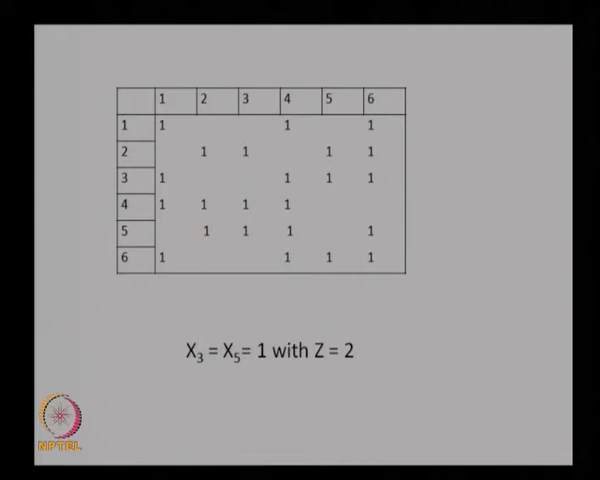 1 2 3 4 5 6
1 1 1 1
2 1 1 1 1
3 1 1 1 1
4 1 1 1 1
5 1 1 1 1
6 1 1 1 1
X3 = X5= 1 with Z = 2
NPTEL